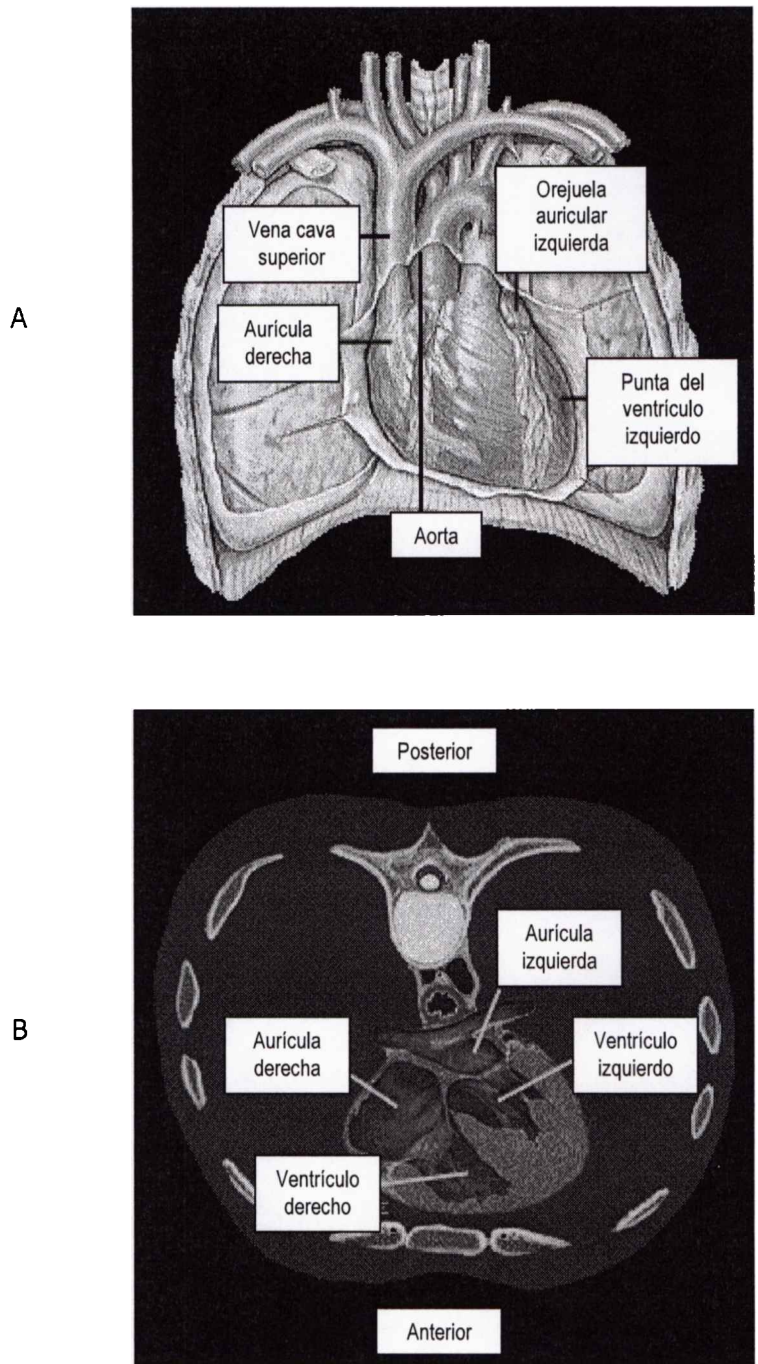 A
Vena cava
superior
Orejuela
auricular
izquierda
Aurícula
derecha
Punta del
ventrículo
izquierdo
Aorta
B
Posterior
Aurícula
izquierda
Aurícula
derecha
Ventrículo
izquierdo
Ventrículo
derecho
Anterior